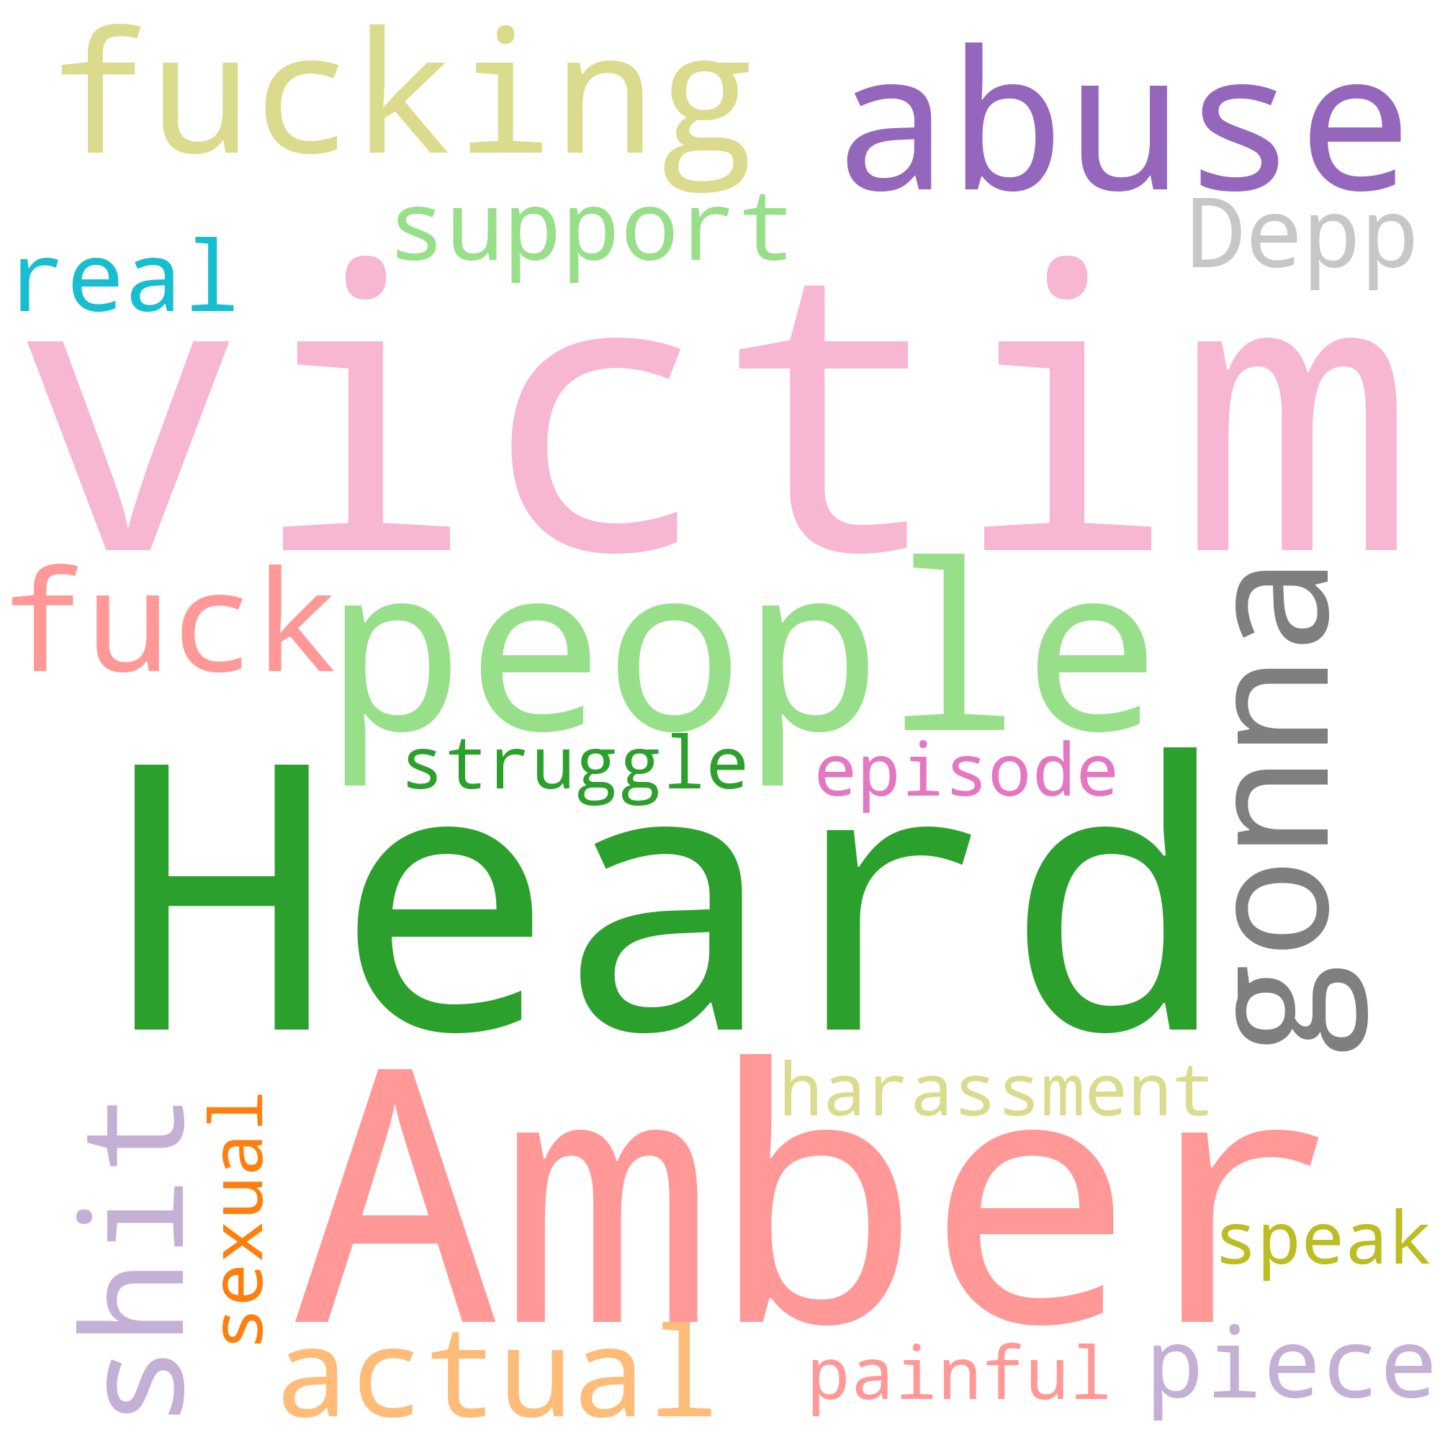 fucking
abuse
support
Depp
real
victim
fuck
people
gonna
struggle
episode
Heard
harassment
Amber
shit
sexual
speak
actual
painful
piece